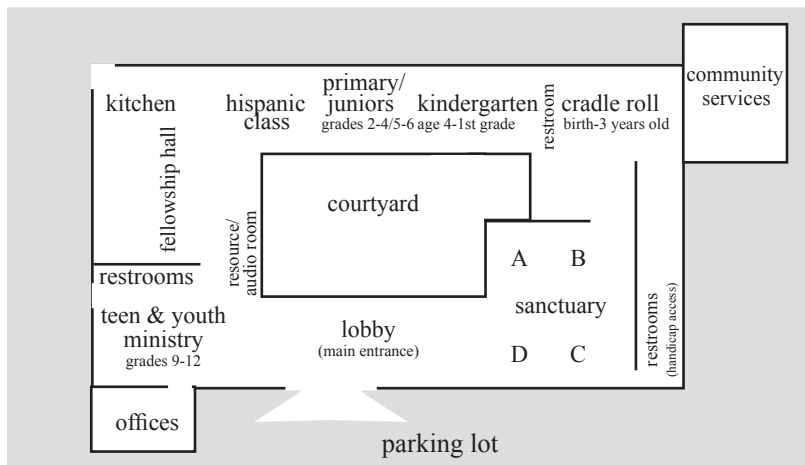 community
services
kitchen
hispanic
class
primary/
juniors
grades 2-4/5-6
kindergarten
age 4-1st grade
restroom
cradle roll
birth-3 years old
fellowship hall
resource/
audio room
courtyard
A B
sanctuary
D C
restrooms
(handicap access)
restrooms
teen & youth
ministry
grades 9-12
lobby
(main entrance)
offices
parking lot